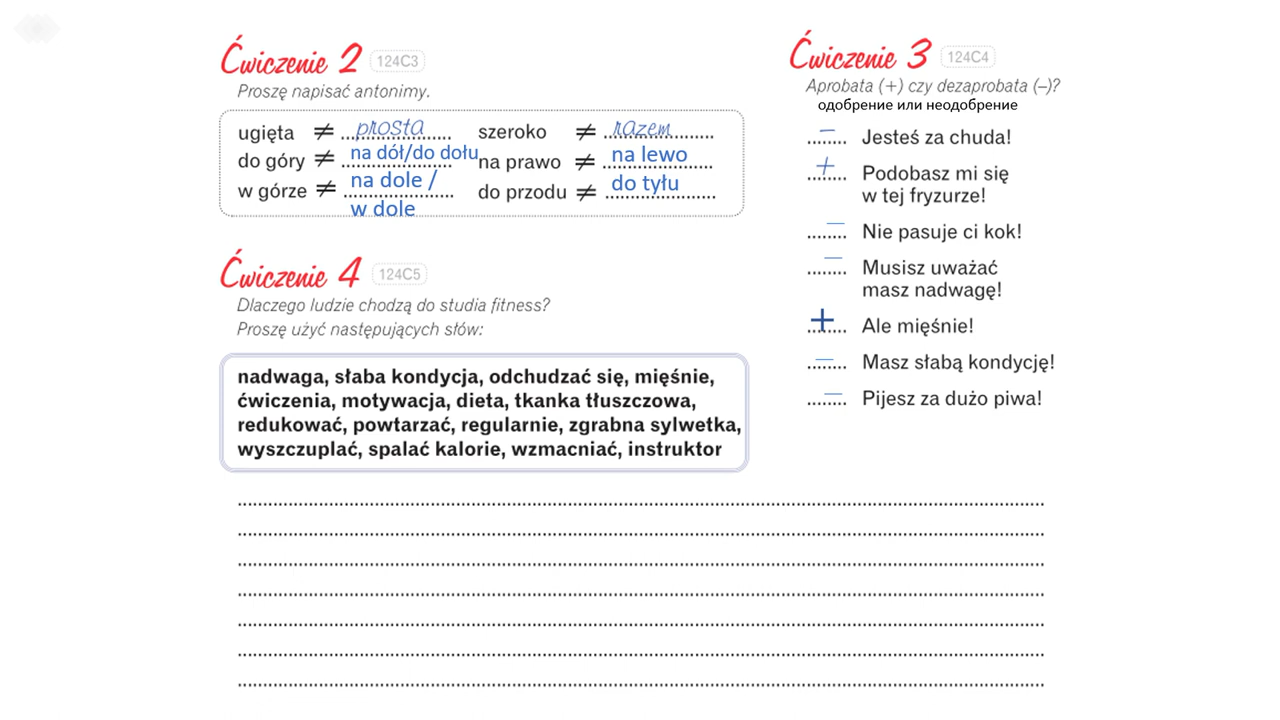 Ćwiczenie 2 124C3
Proszę napisać antonimy.
ugięta ≠ prosta szeroko ≠ razem
do góry ≠ na dół/do dołu na prawo ≠ na lewo
w górze ≠ na dole / do przodu ≠ do tyłu
w dole
Ćwiczenie 3 124C4
Aprobata (+) czy dezaprobata (–)?
одобрение или неодобрение
– Jesteś za chuda!
+ Podobasz mi się
w tej fryzurze!
– Nie pasuje ci kok!
– Musisz uważać
masz nadwagę!
+ Ale mięśnie!
– Masz słabą kondycję!
– Pijesz za dużo piwa!
Ćwiczenie 4 124C5
Dlaczego ludzie chodzą do studia fitness?
Proszę użyć następujących słów:
nadwaga, słaba kondycja, odchudzać się, mięśnie,
ćwiczenia, motywacja, dieta, tkanka tłuszczowa,
redukować, powtarzać, regularnie, zgrabna sylwetka,
wyszczuplać, spalać kalorie, wzmacniać, instruktor